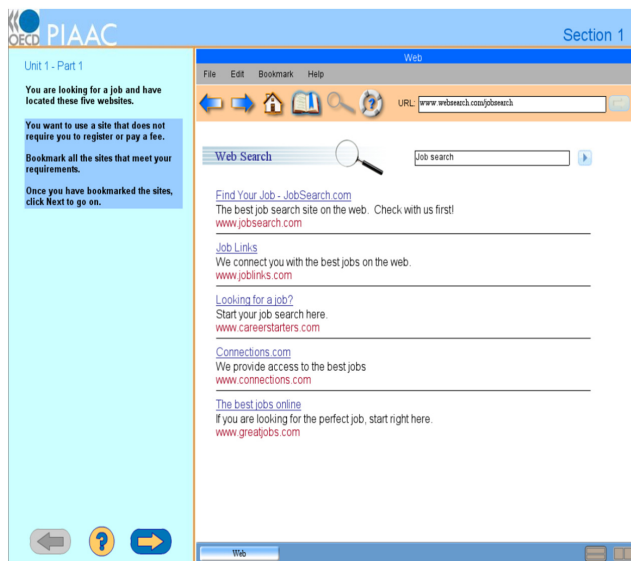 OECD PIAAC
Section 1
Unit 1 - Part 1
You are looking for a job and have
located these five websites.
You want to use a site that does not
require you to register or pay a fee.
Bookmark all the sites that meet your
requirements.
Once you have bookmarked the sites,
click Next to go on.
?
Web
File Edit Bookmark Help
? URL: www.websearch.com/jobsearch
Web Search
Job search
Find Your Job - JobSearch.com
The best job search site on the web. Check with us first!
www.jobsearch.com
Job Links
We connect you with the best jobs on the web.
www.joblinks.com
Looking for a job?
Start your job search here.
www.careerstarters.com
Connections.com
We provide access to the best jobs
www.connections.com
The best jobs online
If you are looking for the perfect job, start right here.
www.greatjobs.com
Web